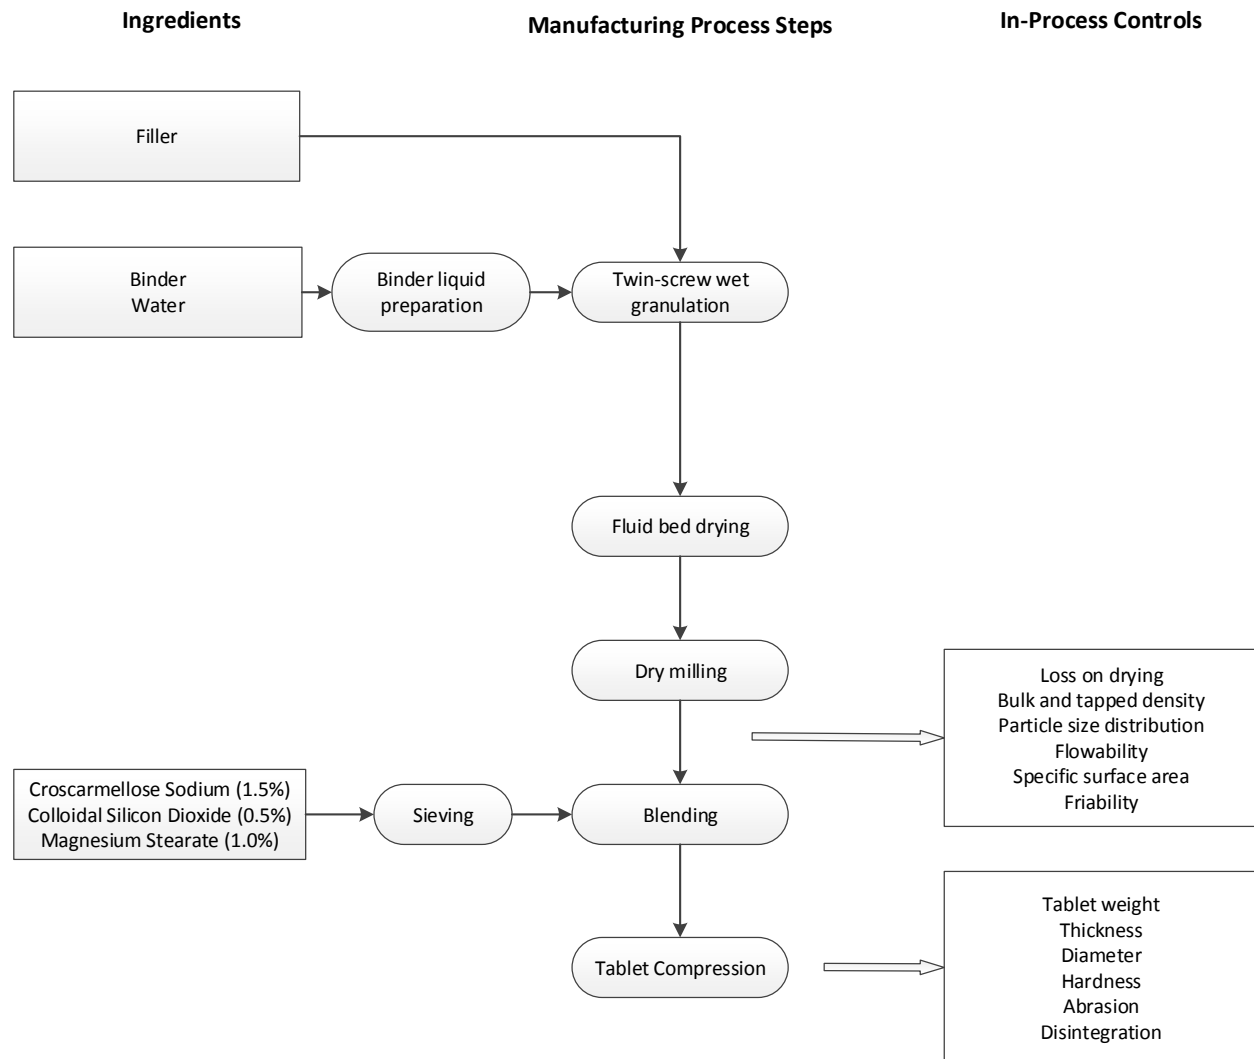 Ingredients
Manufacturing Process Steps
In-Process Controls
Filler
Binder
Water
Binder liquid
preparation
Twin-screw wet
granulation
Fluid bed drying
Dry milling
Loss on drying
Bulk and tapped density
Particle size distribution
Flowability
Specific surface area
Friability
Croscarmellose Sodium (1.5%)
Colloidal Silicon Dioxide (0.5%)
Magnesium Stearate (1.0%)
Sieving
Blending
Tablet Compression
Tablet weight
Thickness
Diameter
Hardness
Abrasion
Disintegration